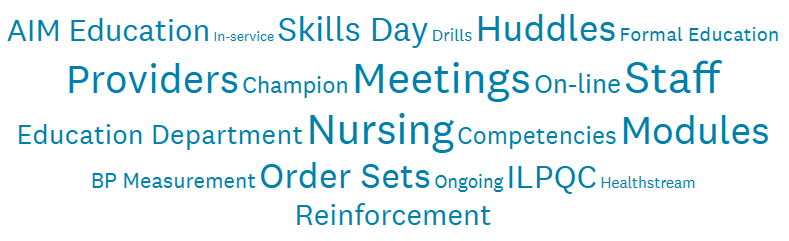 AIM Education In-service Skills Day Drills Huddles Formal Education
Providers Champion Meetings On-line Staff
Education Department Nursing Competencies Modules
BP Measurement Order Sets Ongoing ILPQC Healthstream
Reinforcement